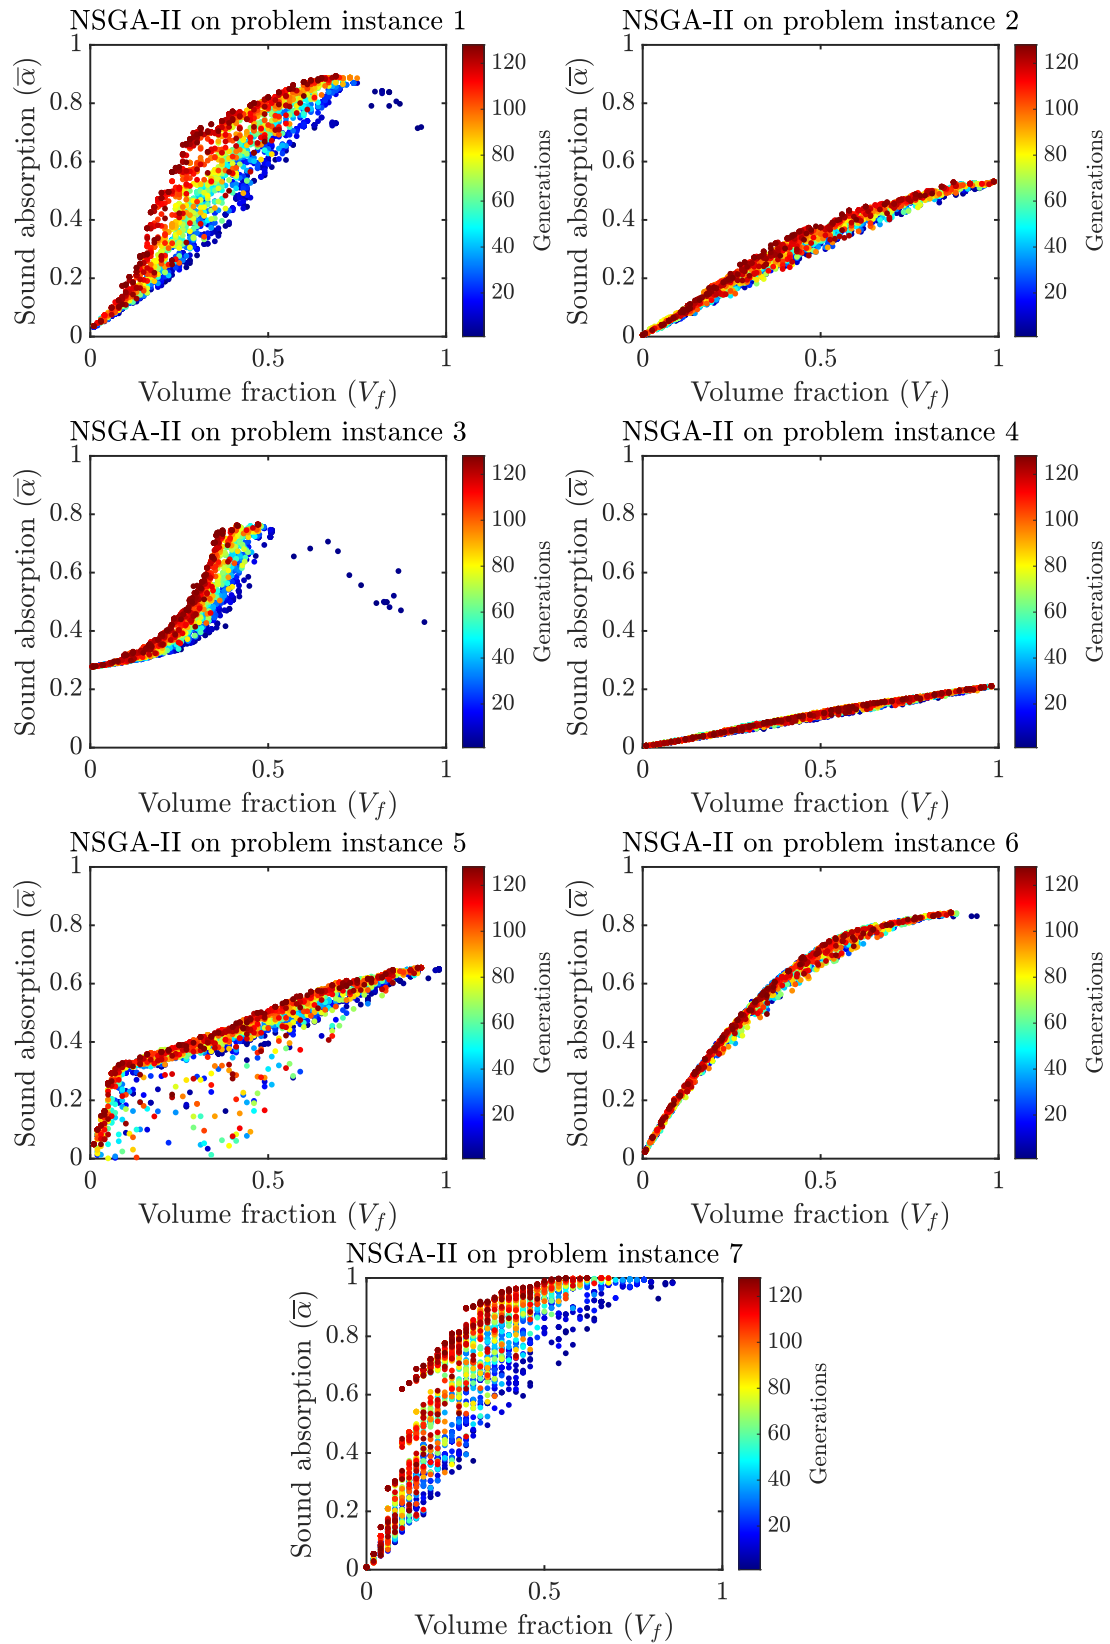 NSGA-II on problem instance 1
Sound absorption (α̅)
1
0.8
0.6
0.4
0.2
0
0 0.5 1
Volume fraction (V_f)
120
100
80
60
40
20
Generations
NSGA-II on problem instance 2
Sound absorption (α̅)
1
0.8
0.6
0.4
0.2
0
0 0.5 1
Volume fraction (V_f)
120
100
80
60
40
20
Generations
NSGA-II on problem instance 3
Sound absorption (α̅)
1
0.8
0.6
0.4
0.2
0
0 0.5 1
Volume fraction (V_f)
120
100
80
60
40
20
Generations
NSGA-II on problem instance 4
Sound absorption (α̅)
1
0.8
0.6
0.4
0.2
0
0 0.5 1
Volume fraction (V_f)
120
100
80
60
40
20
Generations
NSGA-II on problem instance 5
Sound absorption (α̅)
1
0.8
0.6
0.4
0.2
0
0 0.5 1
Volume fraction (V_f)
120
100
80
60
40
20
Generations
NSGA-II on problem instance 6
Sound absorption (α̅)
1
0.8
0.6
0.4
0.2
0
0 0.5 1
Volume fraction (V_f)
120
100
80
60
40
20
Generations
NSGA-II on problem instance 7
Sound absorption (α̅)
1
0.8
0.6
0.4
0.2
0
0 0.5 1
Volume fraction (V_f)
120
100
80
60
40
20
Generations